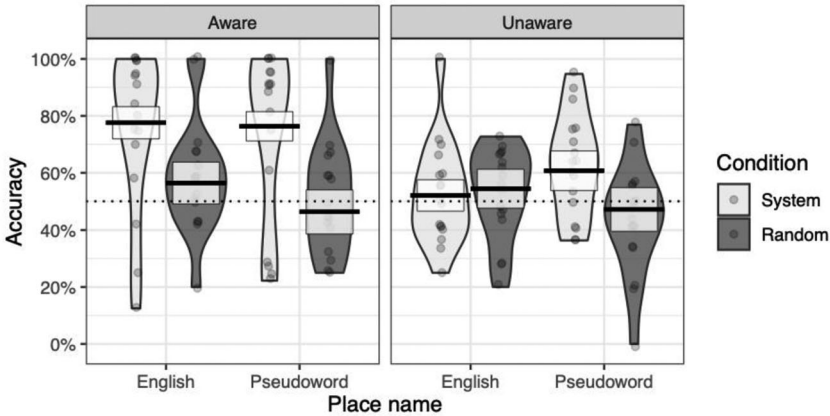 Aware Unaware
100%
80%
60%
40%
20%
0%
Accuracy
English Pseudoword English Pseudoword
Place name
Condition
System
Random